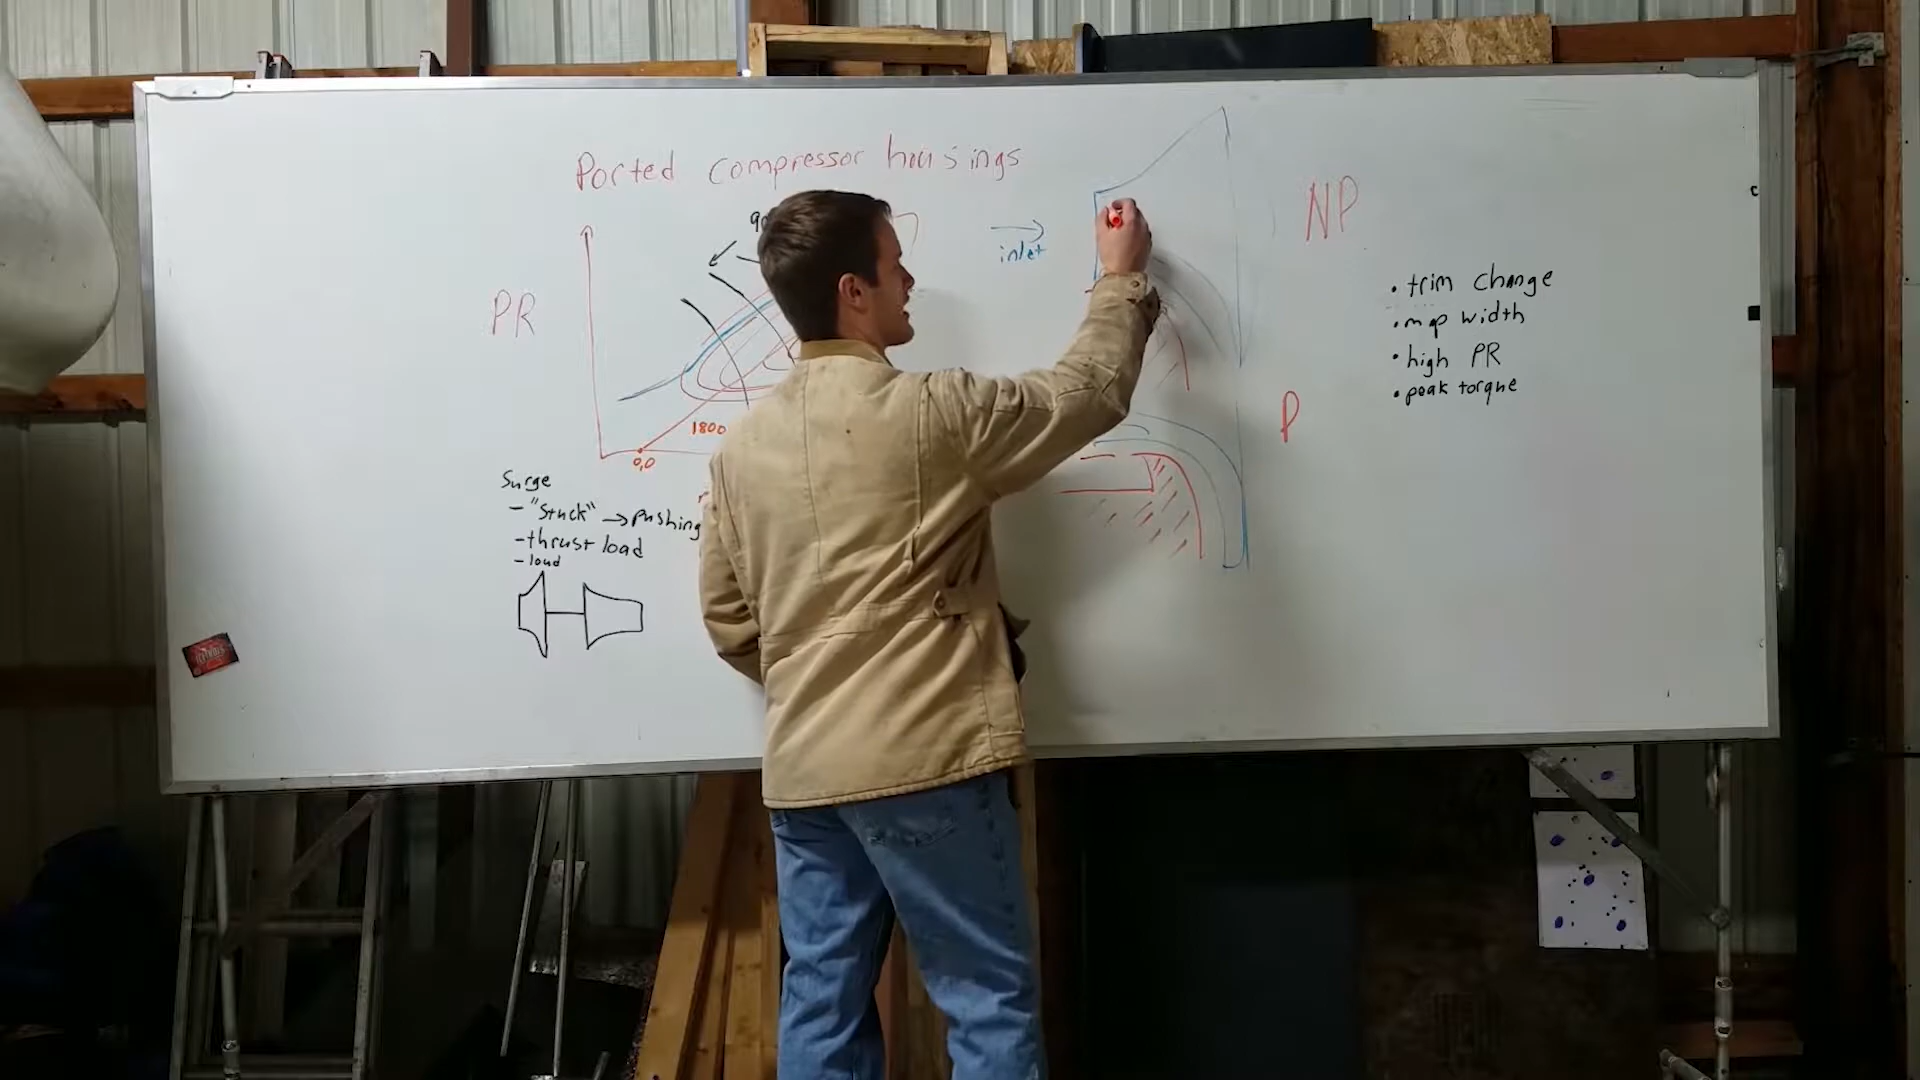 Ported compressor housings
PR
1800
0,0
Surge
- "Stuck" → pushing
- thrust load
- loud
→
inlet
NP
P
• trim change
• map width
• high PR
• peak torque